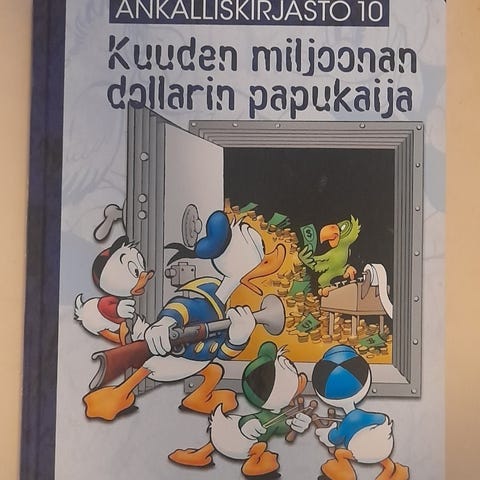 ANKALLISKIRJASTO 10
Kuuden miljoonan
dollarin papukaija